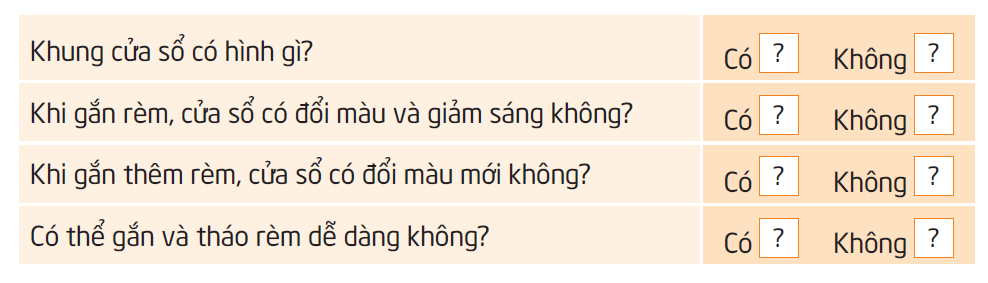 Khung cửa sổ có hình gì? Có ? Không ?
Khi gắn rèm, cửa sổ có đổi màu và giảm sáng không? Có ? Không ?
Khi gắn thêm rèm, cửa sổ có đổi màu mới không? Có ? Không ?
Có thể gắn và tháo rèm dễ dàng không? Có ? Không ?